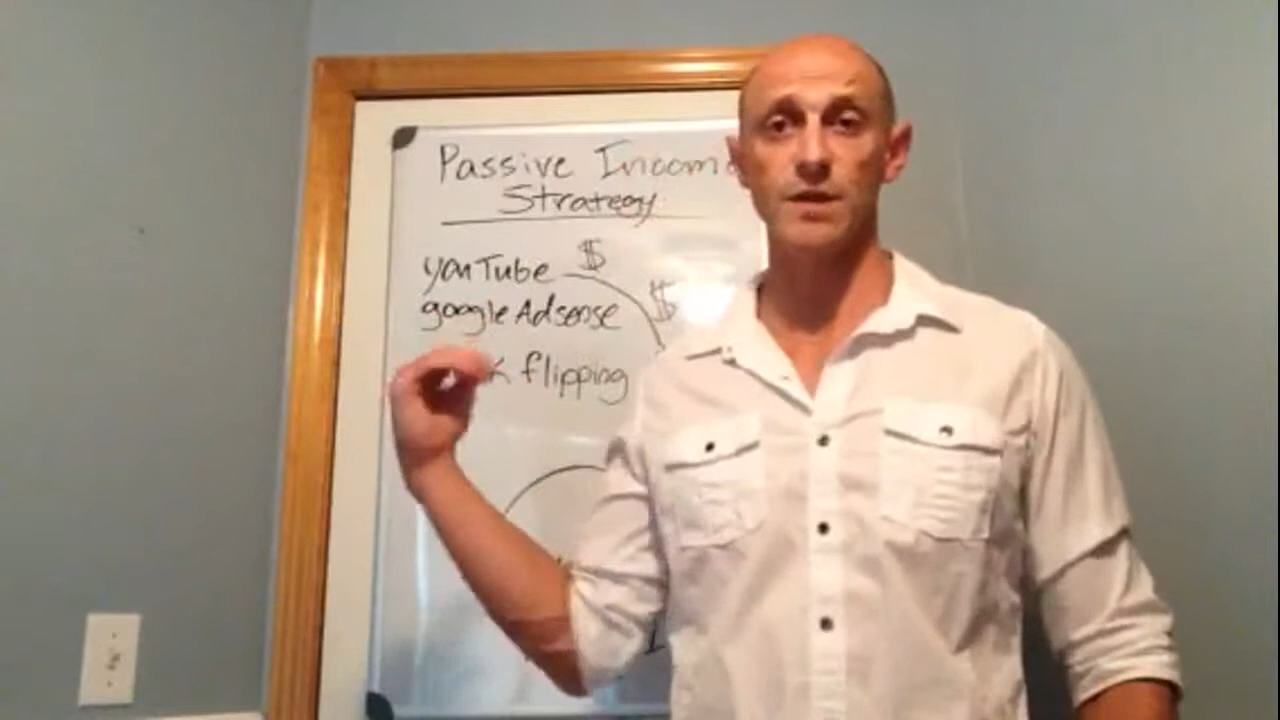 Passive Incom
Strategy
youTube $
$
google Adsense
flipping